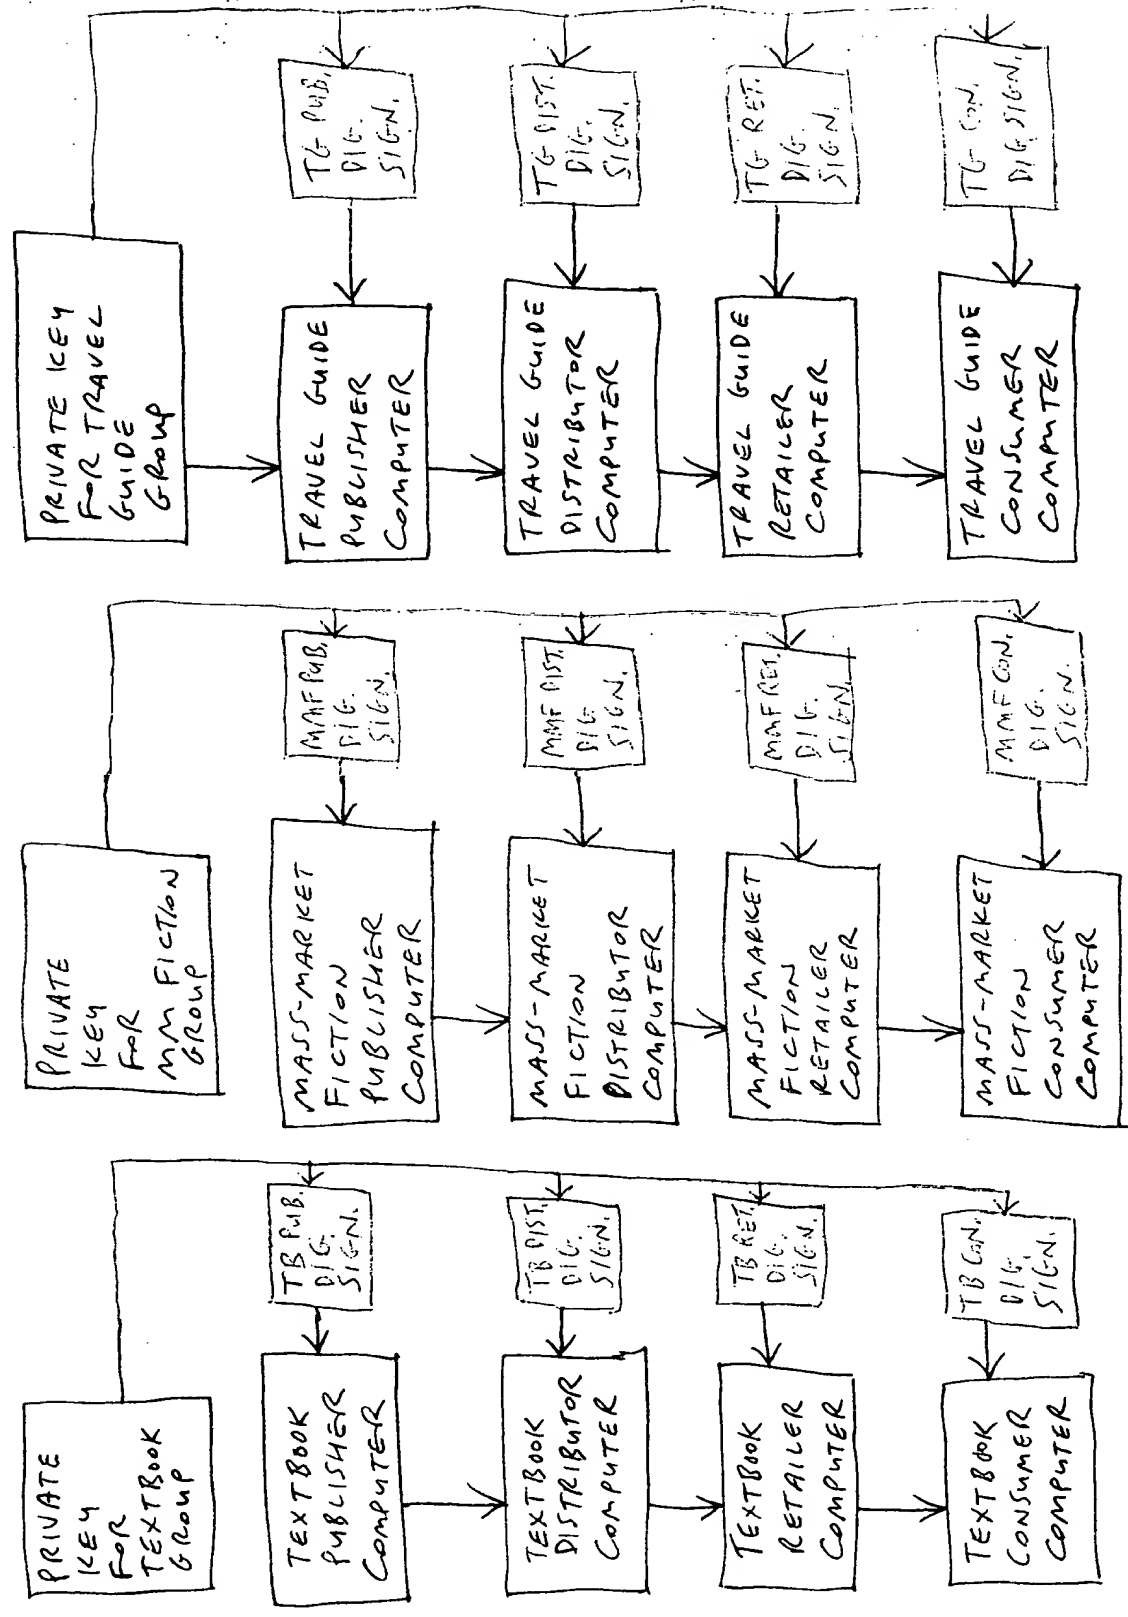 PRIVATE
KEY
FOR
TEXTBOOK
GROUP
TEXTBOOK
PUBLISHER
COMPUTER
TB PUB.
DIG.
SIGN.
TEXTBOOK
DISTRIBUTOR
COMPUTER
TB DIST.
DIG.
SIGN.
TEXTBOOK
RETAILER
COMPUTER
TB RET.
DIG.
SIGN.
TEXTBOOK
CONSUMER
COMPUTER
TB CON.
DIG.
SIGN.
PRIVATE
KEY
FOR
MM FICTION
GROUP
MASS-MARKET
FICTION
PUBLISHER
COMPUTER
MMF PUB.
DIG.
SIGN.
MASS-MARKET
FICTION
DISTRIBUTOR
COMPUTER
MMF DIST.
DIG.
SIGN.
MASS-MARKET
FICTION
RETAILER
COMPUTER
MMF RET.
DIG.
SIGN.
MASS-MARKET
FICTION
CONSUMER
COMPUTER
MMF CON.
DIG.
SIGN.
PRIVATE KEY
FOR TRAVEL
GUIDE
GROUP
TRAVEL GUIDE
PUBLISHER
COMPUTER
TG PUB.
DIG.
SIGN.
TRAVEL GUIDE
DISTRIBUTOR
COMPUTER
TG DIST.
DIG.
SIGN.
TRAVEL GUIDE
RETAILER
COMPUTER
TG RET.
DIG.
SIGN.
TRAVEL GUIDE
CONSUMER
COMPUTER
TG CON.
DIG. SIGN.